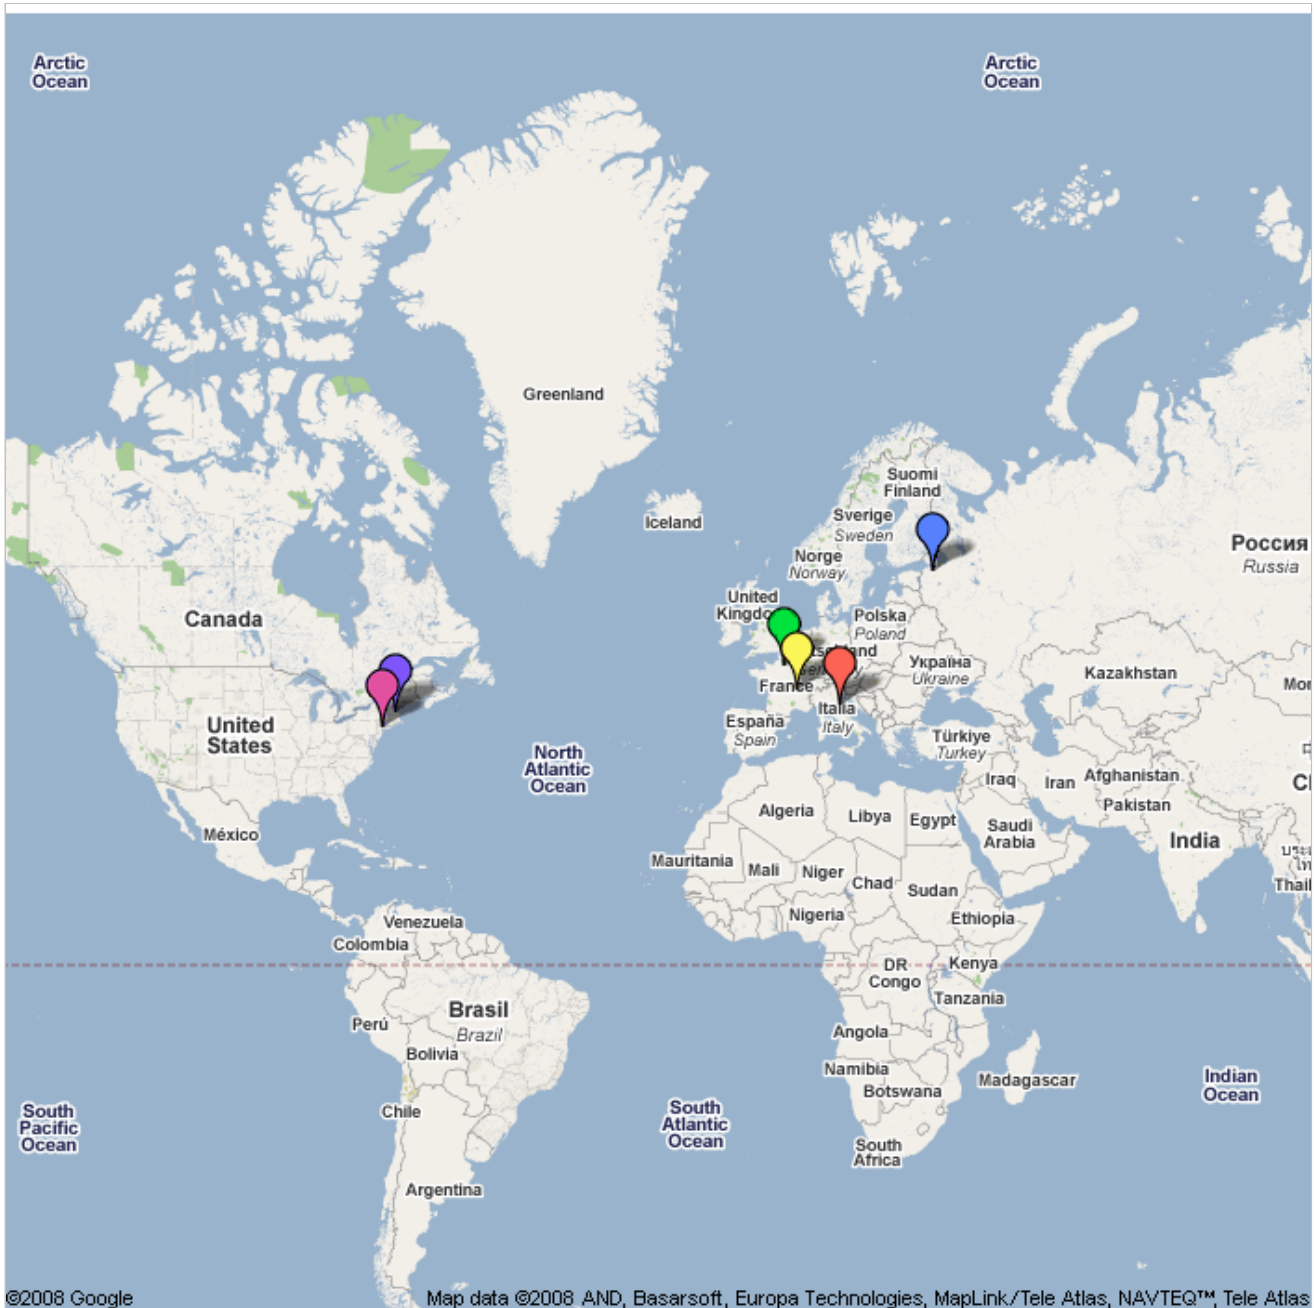 Arctic
Ocean
Arctic
Ocean
Greenland
Suomi
Finland
Iceland
Sverige
Sweden
Norge
Norway
Россия
Russia
United
Kingdo
Canada
Polska
Poland
tschland
Україна
Ukraine
Kazakhstan
France
Mon
United
States
España
Spain
Italia
Italy
Türkiye
Turkey
North
Atlantic
Ocean
Iraq
Iran
Afghanistan
Pakistan
Algeria
Libya
Egypt
Saudi
Arabia
India
México
Mauritania
Mali
Niger
Chad
Sudan
Thail
Nigeria
Ethiopia
Venezuela
Colombia
DR
Congo
Kenya
Tanzania
Brasil
Brazil
Perú
Bolivia
Angola
Namibia
Botswana
Madagascar
Indian
Ocean
South
Pacific
Ocean
Chile
South
Atlantic
Ocean
South
Africa
Argentina
©2008 Google
Map data ©2008 AND, Basarsoft, Europa Technologies, MapLink/Tele Atlas, NAVTEQ™ Tele Atlas